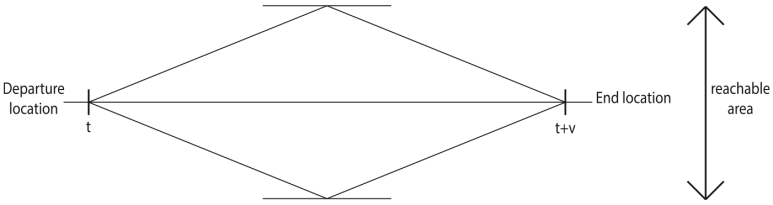 Departure
location
t
t+v
End location
reachable
area